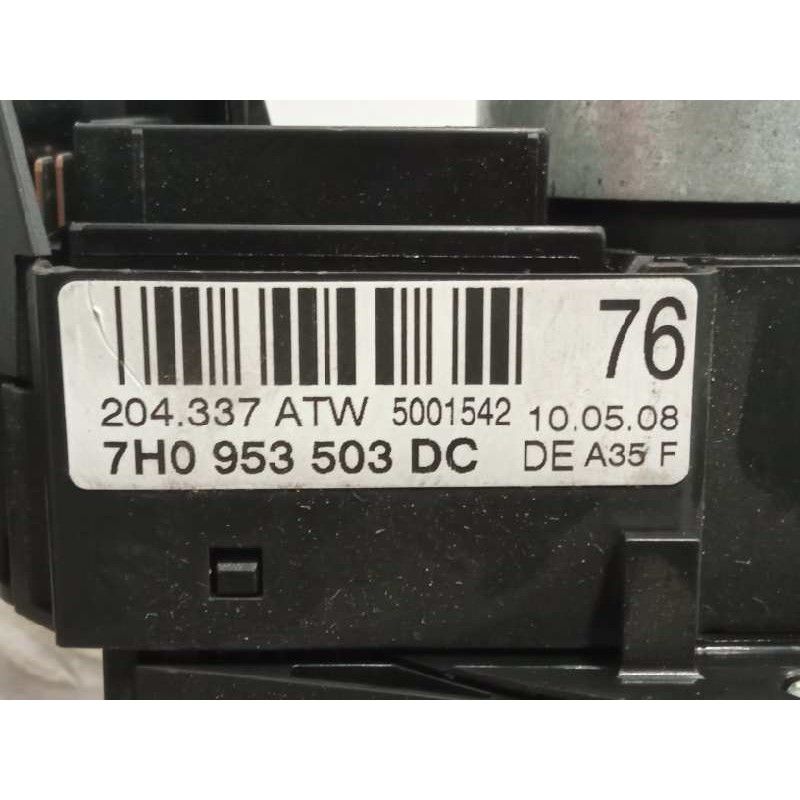 76
204.337 ATW 5001542 10.05.08
7H0 953 503 DC DE A35 F